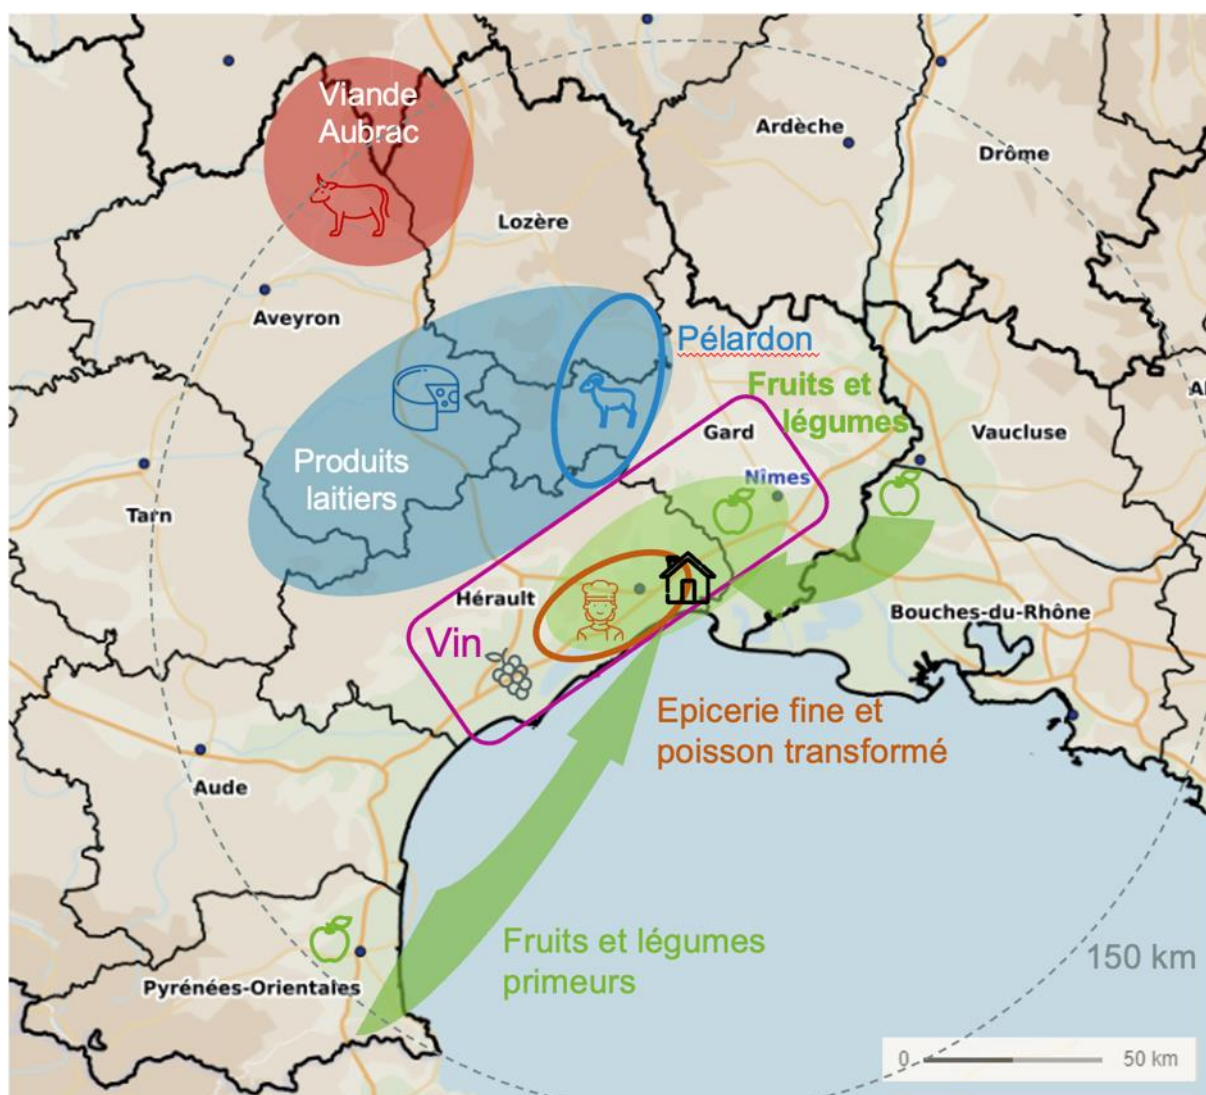 Viande
Aubrac
Ardèche
Drôme
Lozère
Aveyron
Pélardon
Fruits et
légumes
Gard
Vaucluse
Produits
laitiers
Nîmes
Tarn
Hérault
Bouches-du-Rhône
Vin
Epicerie fine et
poisson transformé
Aude
Fruits et légumes
primeurs
150 km
Pyrénées-Orientales
0 50 km